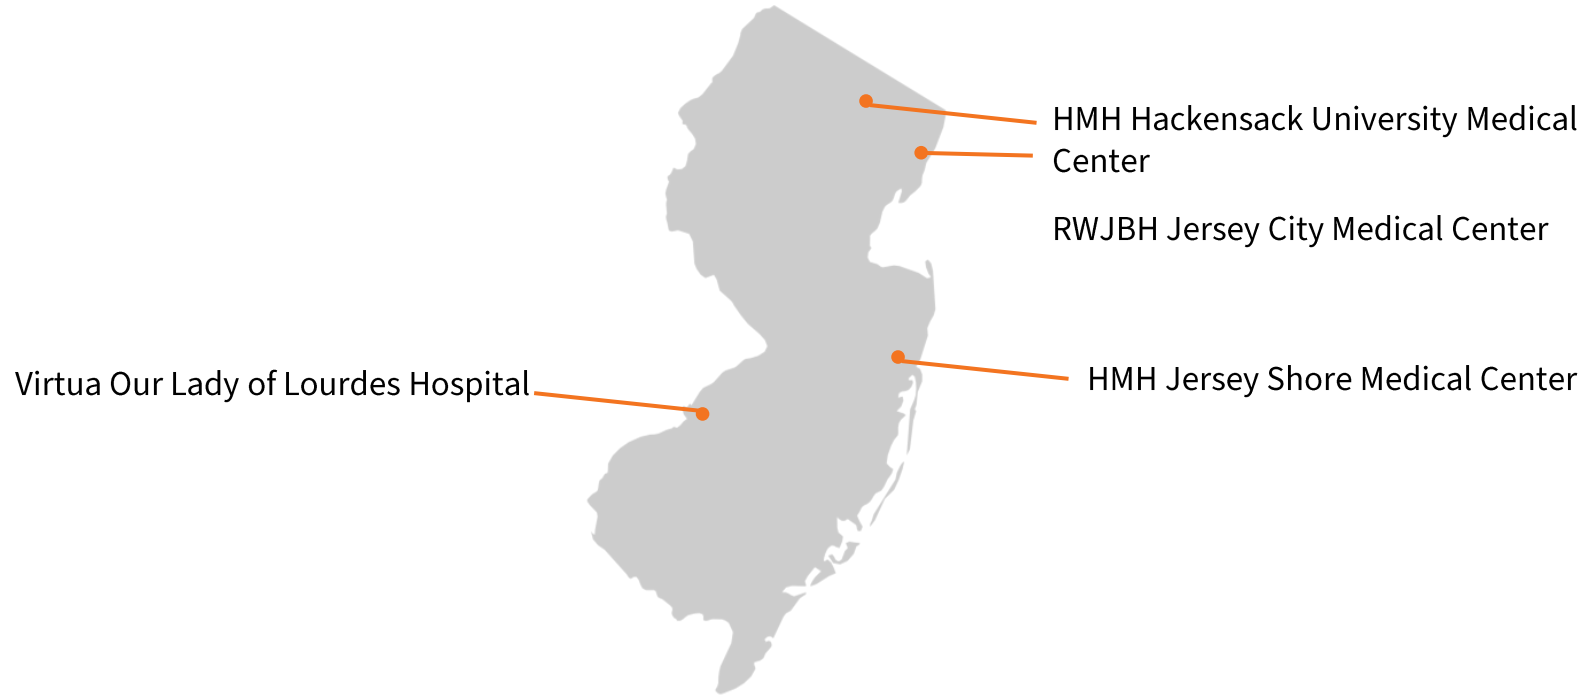 HMH Hackensack University Medical
Center
RWJBH Jersey City Medical Center
Virtua Our Lady of Lourdes Hospital
HMH Jersey Shore Medical Center